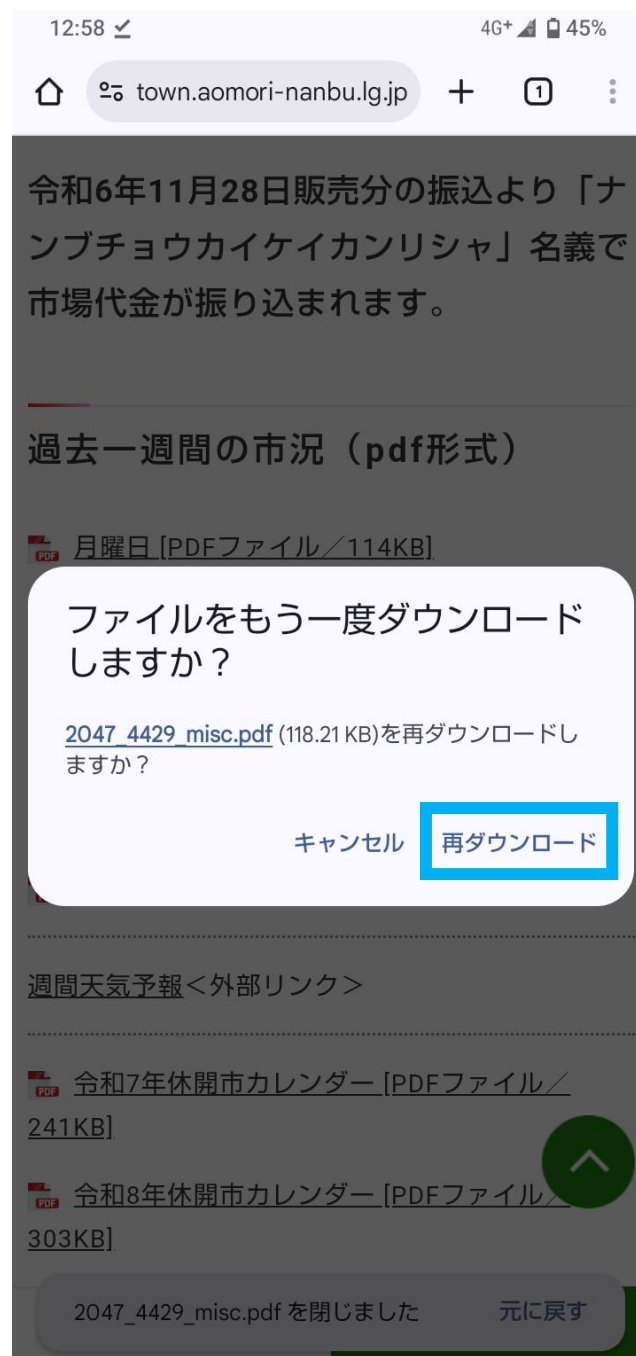 12:58
4G+ 45%
town.aomori-nanbu.lg.jp
1
令和6年11月28日販売分の振込より「ナ
ンブチョウカイケイカンリシャ」名義で
市場代金が振り込まれます。
過去一週間の市況（pdf形式）
PDF 月曜日 [PDFファイル／114KB]
ファイルをもう一度ダウンロード
しますか？
2047_4429_misc.pdf (118.21 KB)を再ダウンロードし
ますか？
キャンセル 再ダウンロード
週間天気予報＜外部リンク＞
PDF 令和7年休開市カレンダー [PDFファイル／
241KB]
PDF 令和8年休開市カレンダー [PDFファイル／
303KB]
2047_4429_misc.pdf を閉じました 元に戻す